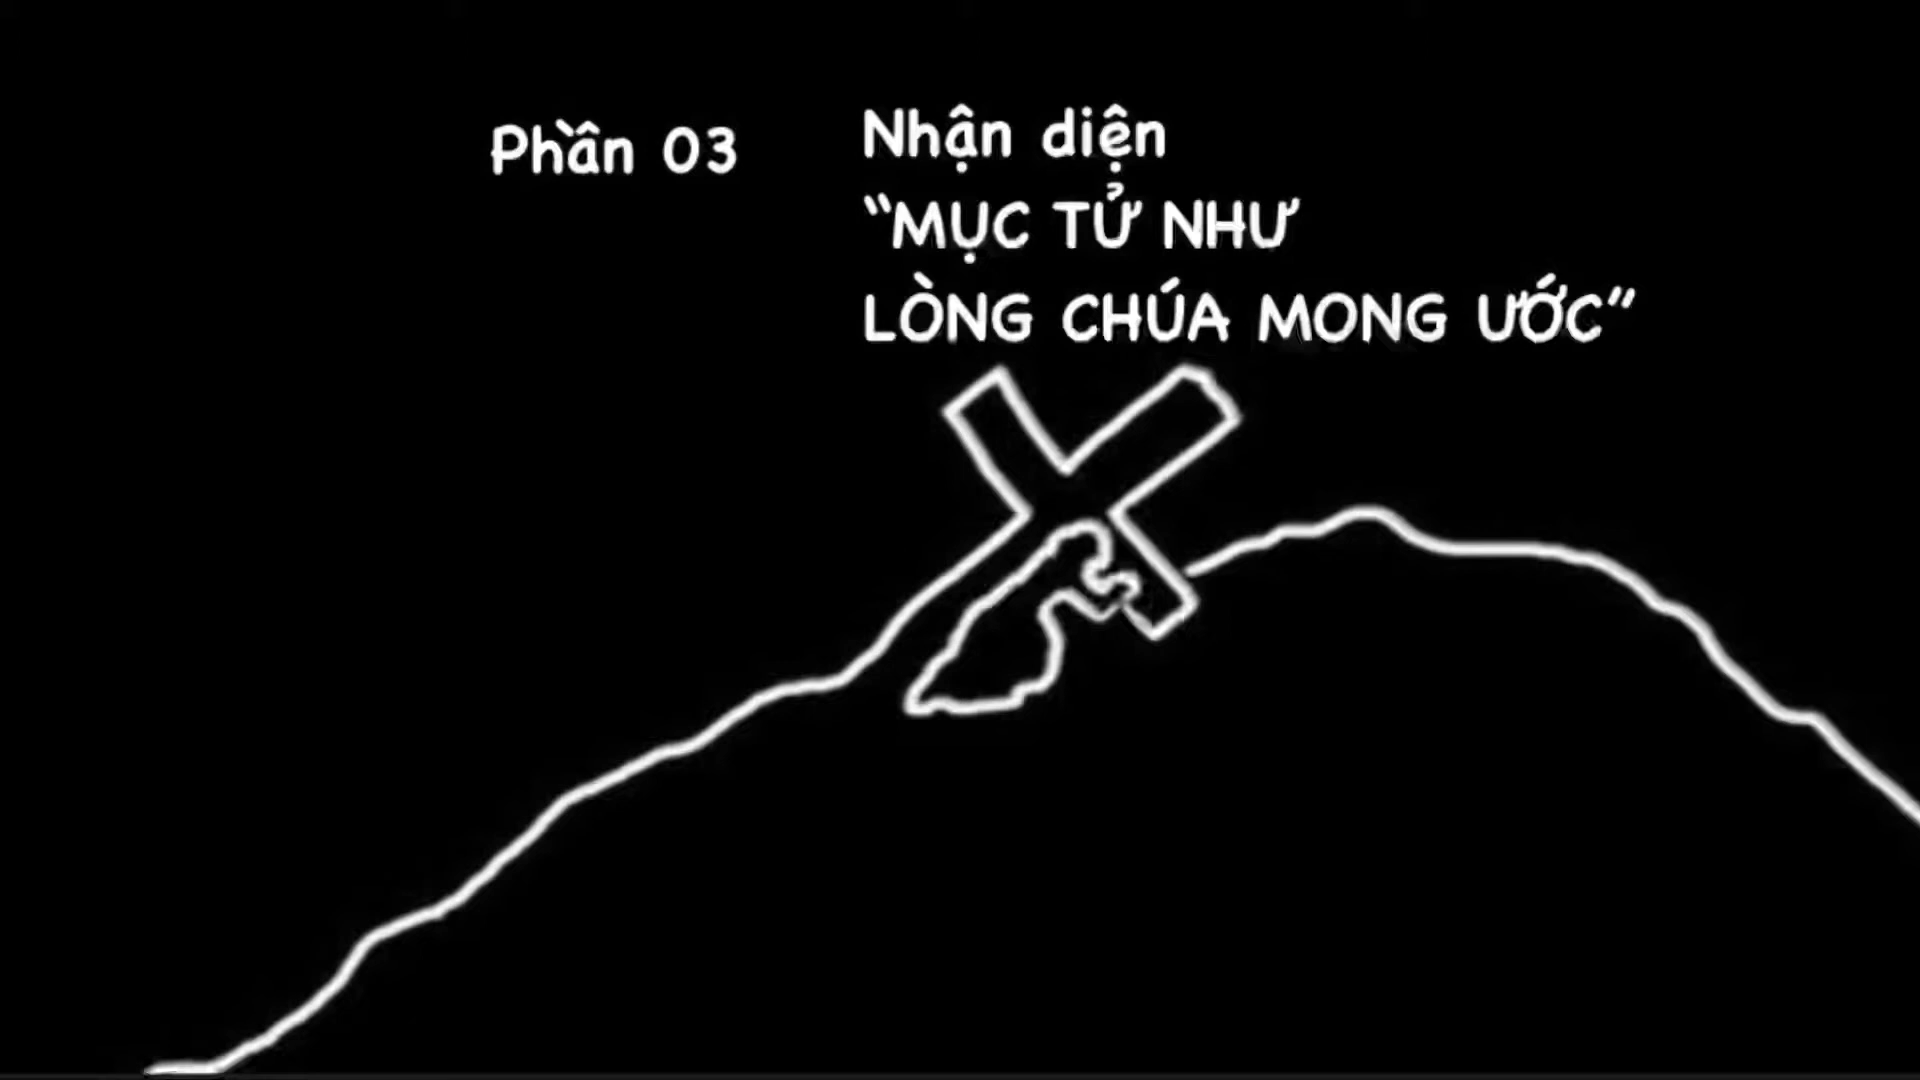 Phần 03
Nhận diện
“MỤC TỬ NHƯ
LÒNG CHÚA MONG ƯỚC”